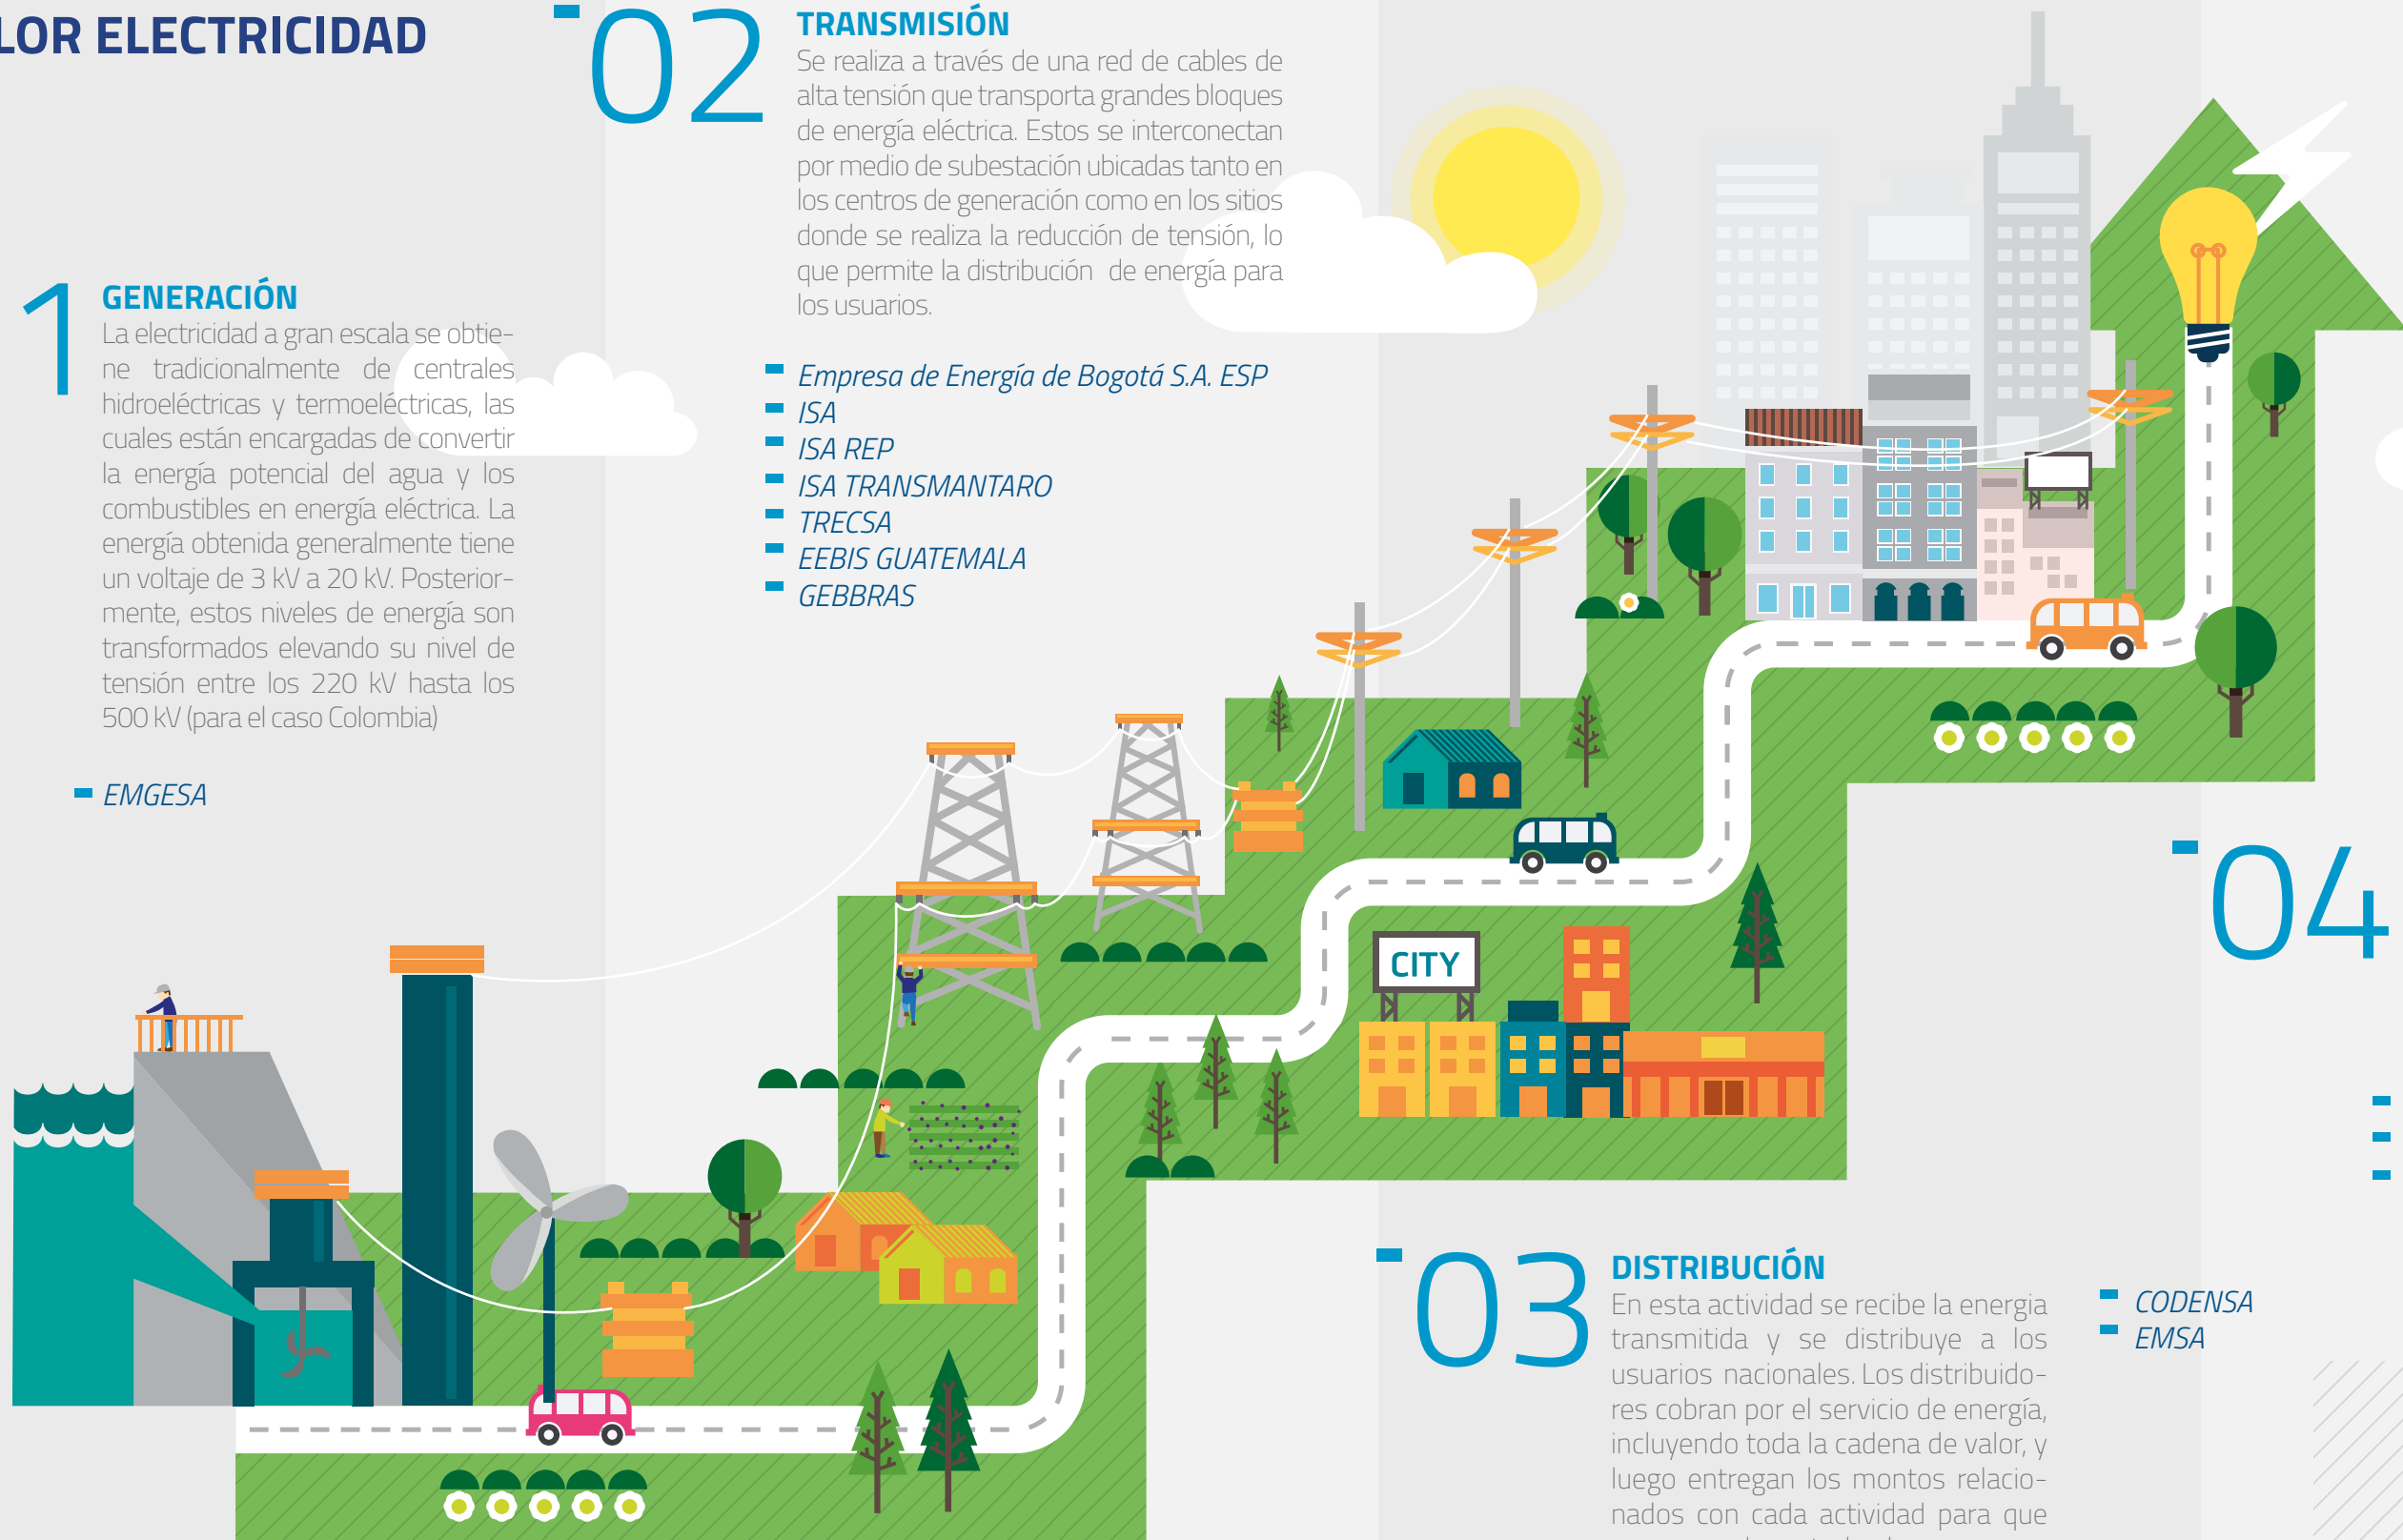 LOR ELECTRICIDAD
1
GENERACIÓN
La electricidad a gran escala se obtie-
ne tradicionalmente de centrales
hidroeléctricas y termoeléctricas, las
cuales están encargadas de convertir
la energía potencial del agua y los
combustibles en energía eléctrica. La
energía obtenida generalmente tiene
un voltaje de 3 kV a 20 kV. Posterior-
mente, estos niveles de energía son
transformados elevando su nivel de
tensión entre los 220 kV hasta los
500 kV (para el caso Colombia)
EMGESA
02
TRANSMISIÓN
Se realiza a través de una red de cables de
alta tensión que transporta grandes bloques
de energía eléctrica. Estos se interconectan
por medio de subestación ubicadas tanto en
los centros de generación como en los sitios
donde se realiza la reducción de tensión, lo
que permite la distribución de energía para
los usuarios.
Empresa de Energía de Bogotá S.A. ESP
ISA
ISA REP
ISA TRANSMANTARO
TRECSA
EEBIS GUATEMALA
GEBBRAS
CITY
03
DISTRIBUCIÓN
En esta actividad se recibe la energia
transmitida y se distribuye a los
usuarios nacionales. Los distribuido-
res cobran por el servicio de energía,
incluyendo toda la cadena de valor, y
luego entregan los montos relacio-
nados con cada actividad para que
CODENSA
EMSA
04